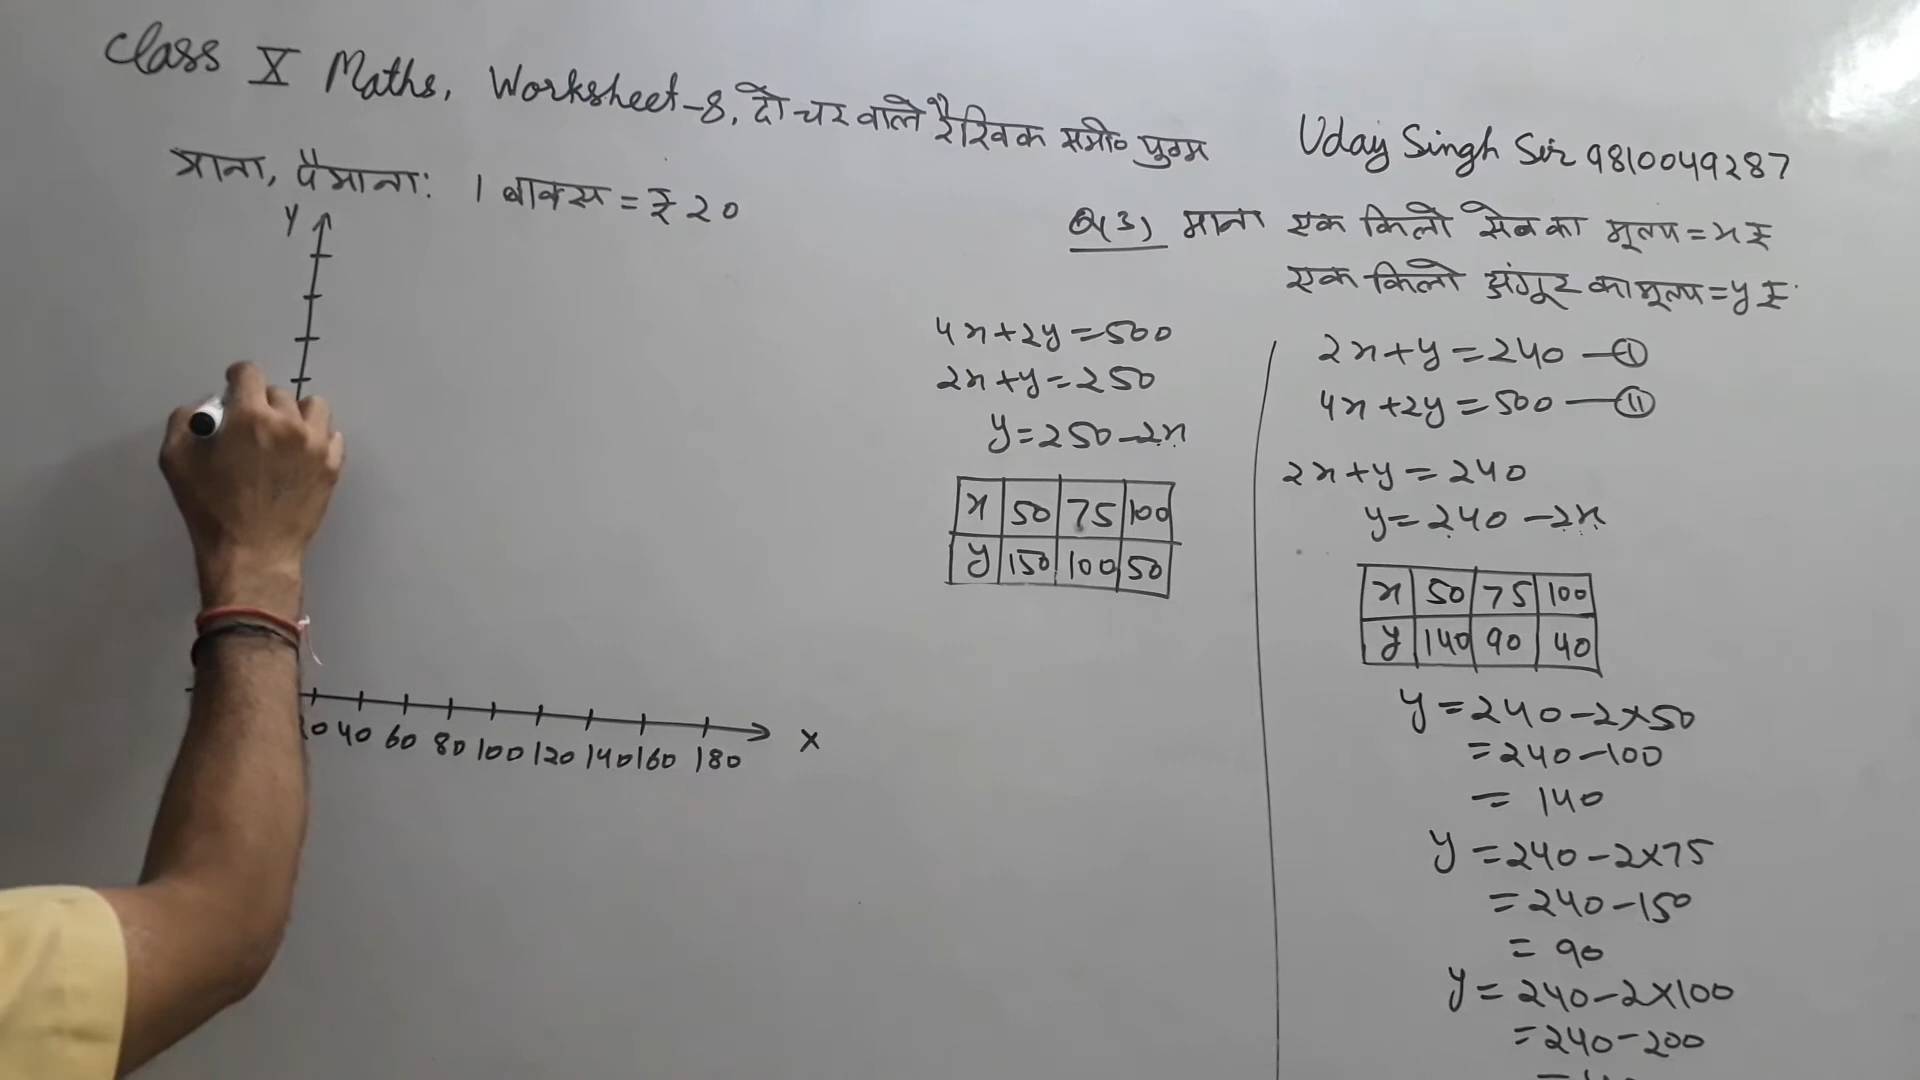 Class X Maths, Worksheet-8, दो चर वाले रैखिक समी० युग्म
Uday Singh Sir 9810049287
माना, पैमाना: 1 बाक्स = ₹ 20
Y
40 60 80 100 120 140 160 180
X
Q(3) माना एक किलो सेब का मूल्य = x ₹
एक किलो अंगूर का मूल्य = y ₹
4x+2y=500
2x+y=250
y=250-2x
x 50 75 100
y 150 100 50
2x+y=240 —①
4x+2y=500 —⑪
2x+y=240
y=240-2x
x 50 75 100
y 140 90 40
y=240-2×50
=240-100
= 140
y=240-2×75
=240-150
= 90
y=240-2×100
=240-200